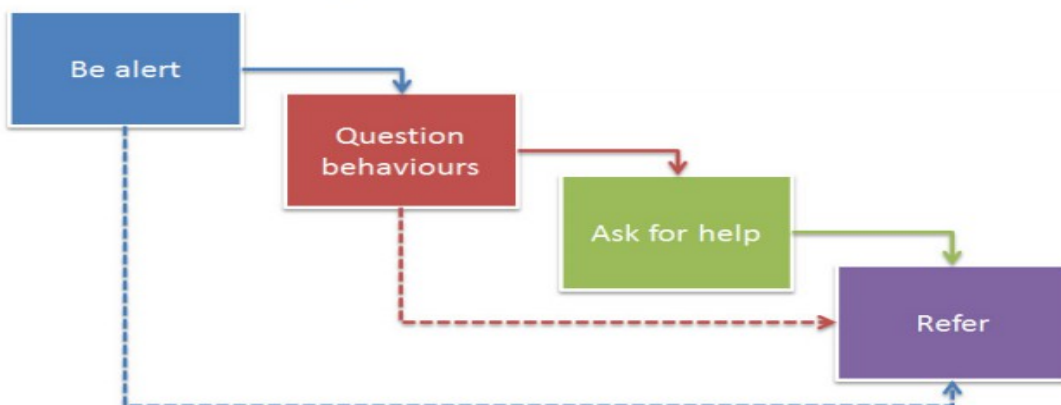 Be alert
Question
behaviours
Ask for help
Refer